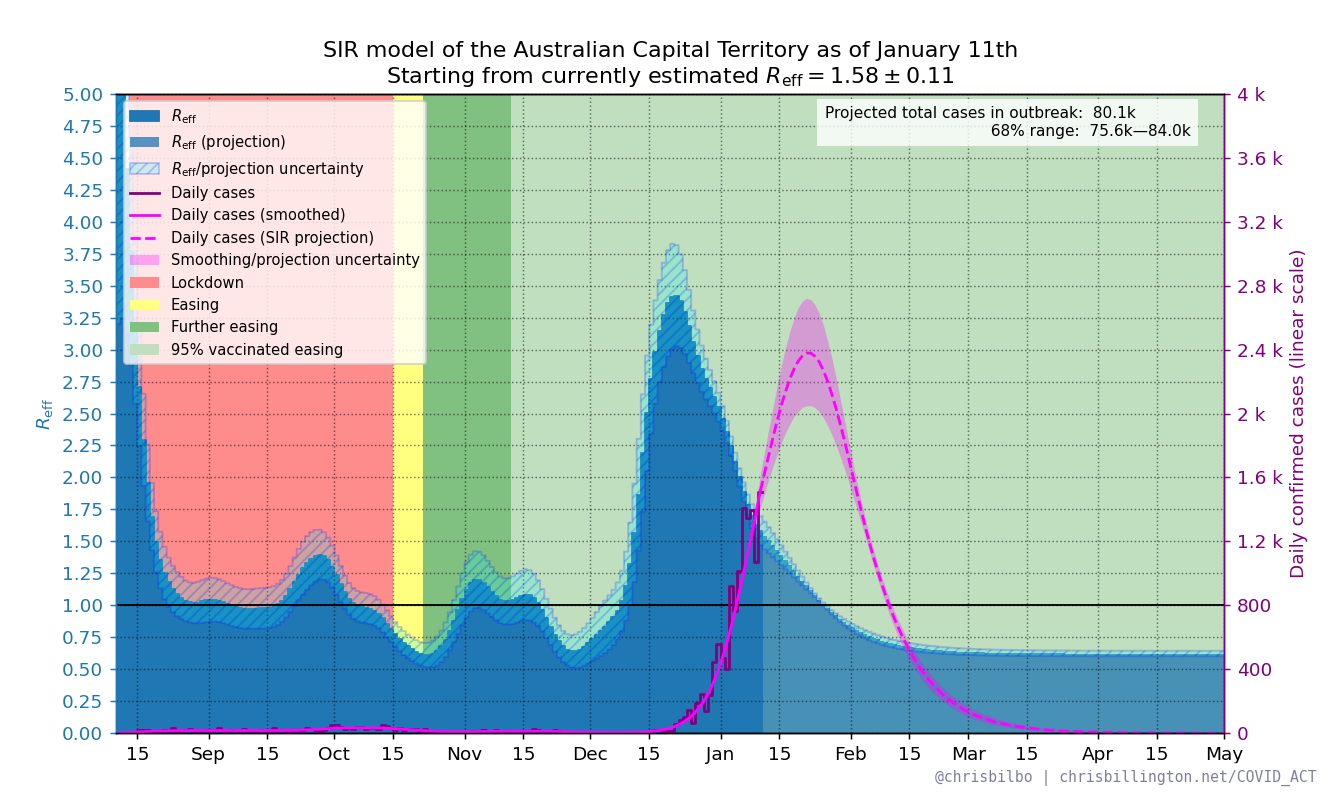 SIR model of the Australian Capital Territory as of January 11th
Starting from currently estimated R_eff = 1.58 ± 0.11
R_eff
R_eff (projection)
R_eff/projection uncertainty
Daily cases
Daily cases (smoothed)
Daily cases (SIR projection)
Smoothing/projection uncertainty
Lockdown
Easing
Further easing
95% vaccinated easing
Projected total cases in outbreak: 80.1k
68% range: 75.6k—84.0k
5.00
4.75
4.50
4.25
4.00
3.75
3.50
3.25
3.00
2.75
2.50
2.25
2.00
1.75
1.50
1.25
1.00
0.75
0.50
0.25
0.00
R_eff
4 k
3.6 k
3.2 k
2.8 k
2.4 k
2 k
1.6 k
1.2 k
800
400
0
Daily confirmed cases (linear scale)
15 Sep 15 Oct 15 Nov 15 Dec 15 Jan 15 Feb 15 Mar 15 Apr 15 May
@chrisbilbo | chrisbillington.net/COVID_ACT